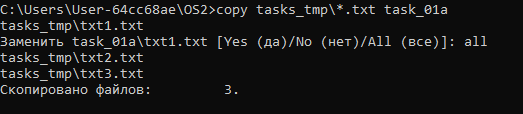 C:\Users\User-64cc68ae\OS2>copy tasks_tmp\*.txt task_01a
tasks_tmp\txt1.txt
Заменить task_01a\txt1.txt [Yes (да)/No (нет)/All (все)]: all
tasks_tmp\txt2.txt
tasks_tmp\txt3.txt
Скопировано файлов:         3.